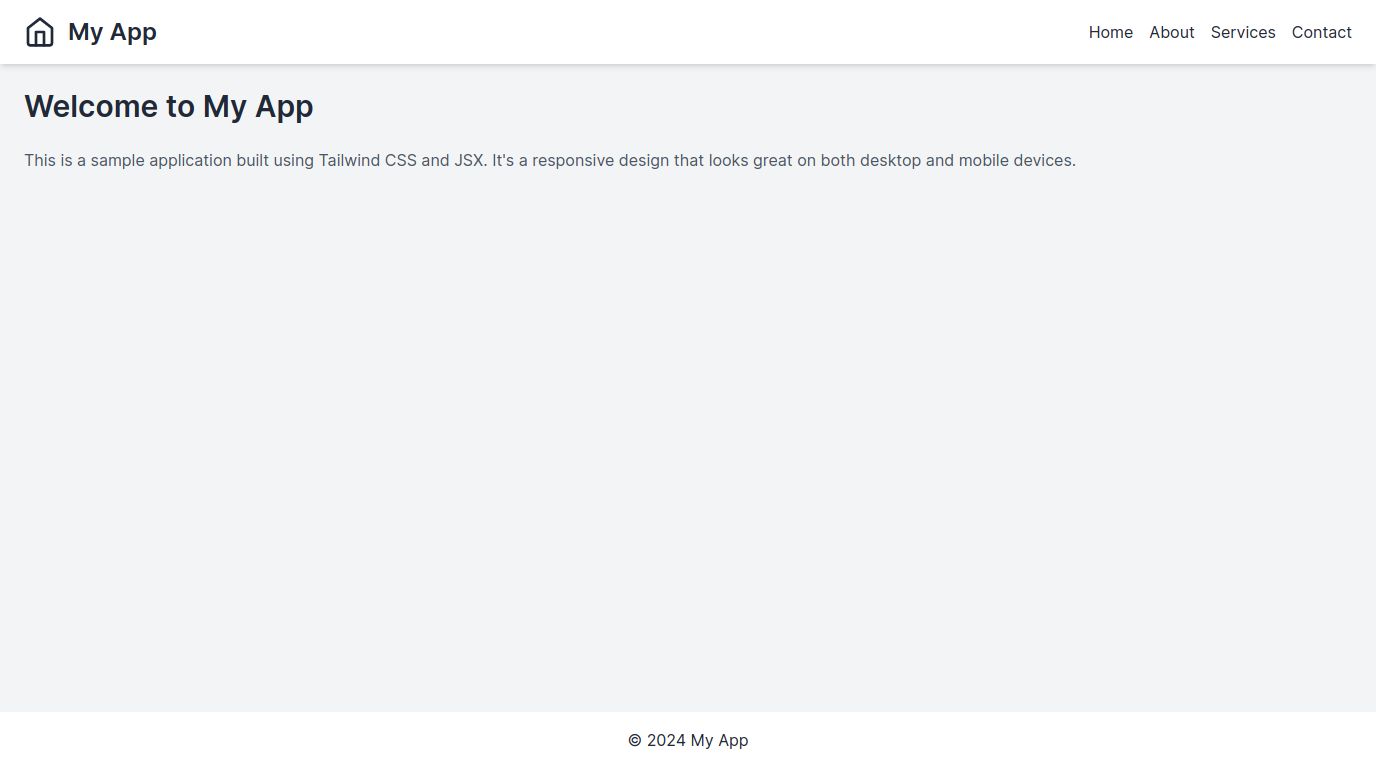 My App
Home About Services Contact
Welcome to My App
This is a sample application built using Tailwind CSS and JSX. It's a responsive design that looks great on both desktop and mobile devices.
© 2024 My App